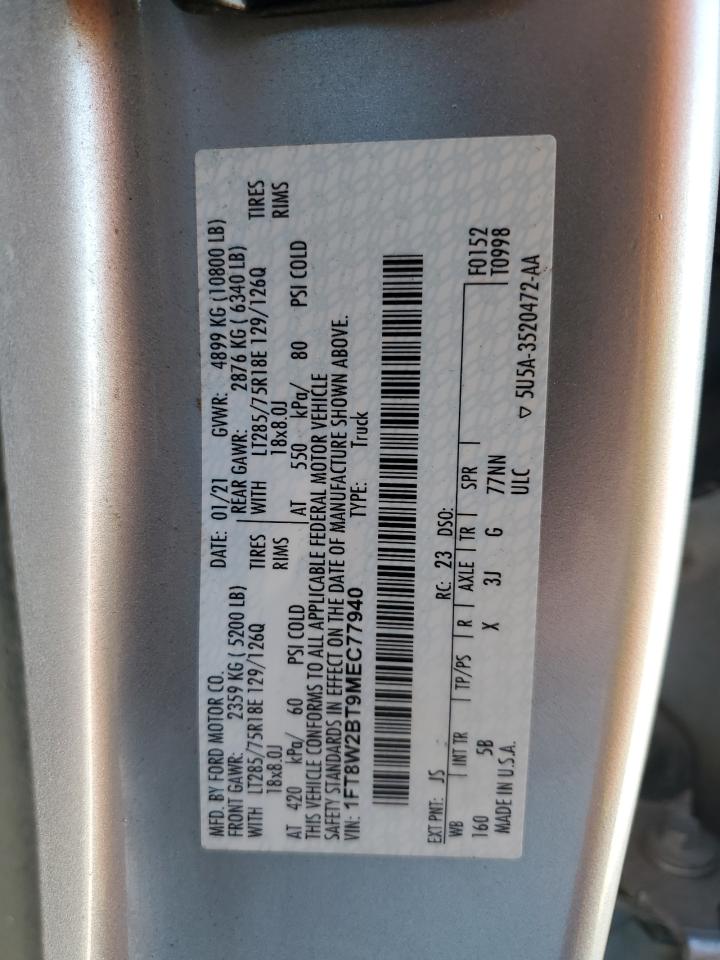 MFD. BY FORD MOTOR CO.
DATE: 01/21 GVWR: 4899 KG (10800 LB)
FRONT GAWR: 2359 KG ( 5200 LB) REAR GAWR: 2876 KG ( 6340 LB)
WITH LT285/75R18E 129/126Q TIRES WITH LT285/75R18E 129/126Q TIRES
18x8.0J RIMS 18x8.0J RIMS
AT 420 kPa/ 60 PSI COLD AT 550 kPa/ 80 PSI COLD
THIS VEHICLE CONFORMS TO ALL APPLICABLE FEDERAL MOTOR VEHICLE
SAFETY STANDARDS IN EFFECT ON THE DATE OF MANUFACTURE SHOWN ABOVE.
VIN: 1FT8W2BT9MEC77940 TYPE: Truck
EXT PNT: JS RC: 23 DSO: F0152
WB INT TR TP/PS R AXLE TR SPR T0998
160 5B X 3J G 77NN
ULC
MADE IN U.S.A. ▽ 5U5A-3520472-AA